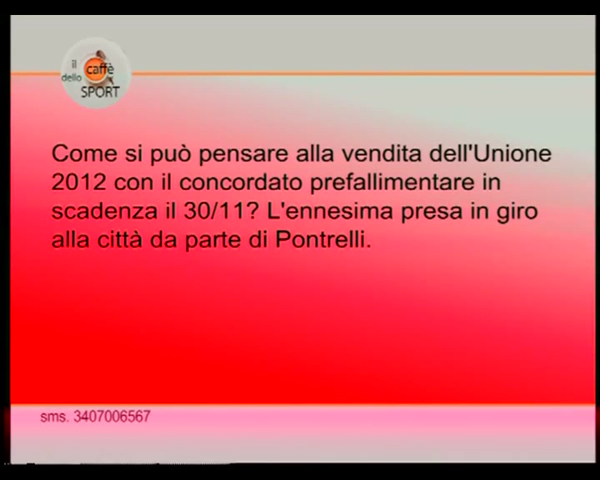 il
dello caffè
SPORT
Come si può pensare alla vendita dell'Unione
2012 con il concordato prefallimentare in
scadenza il 30/11? L'ennesima presa in giro
alla città da parte di Pontrelli.
sms. 3407006567